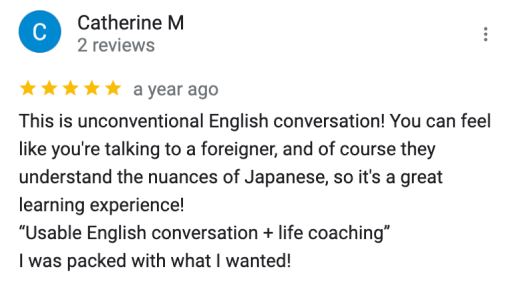 C
Catherine M
2 reviews
a year ago
This is unconventional English conversation! You can feel
like you're talking to a foreigner, and of course they
understand the nuances of Japanese, so it's a great
learning experience!
“Usable English conversation + life coaching”
I was packed with what I wanted!